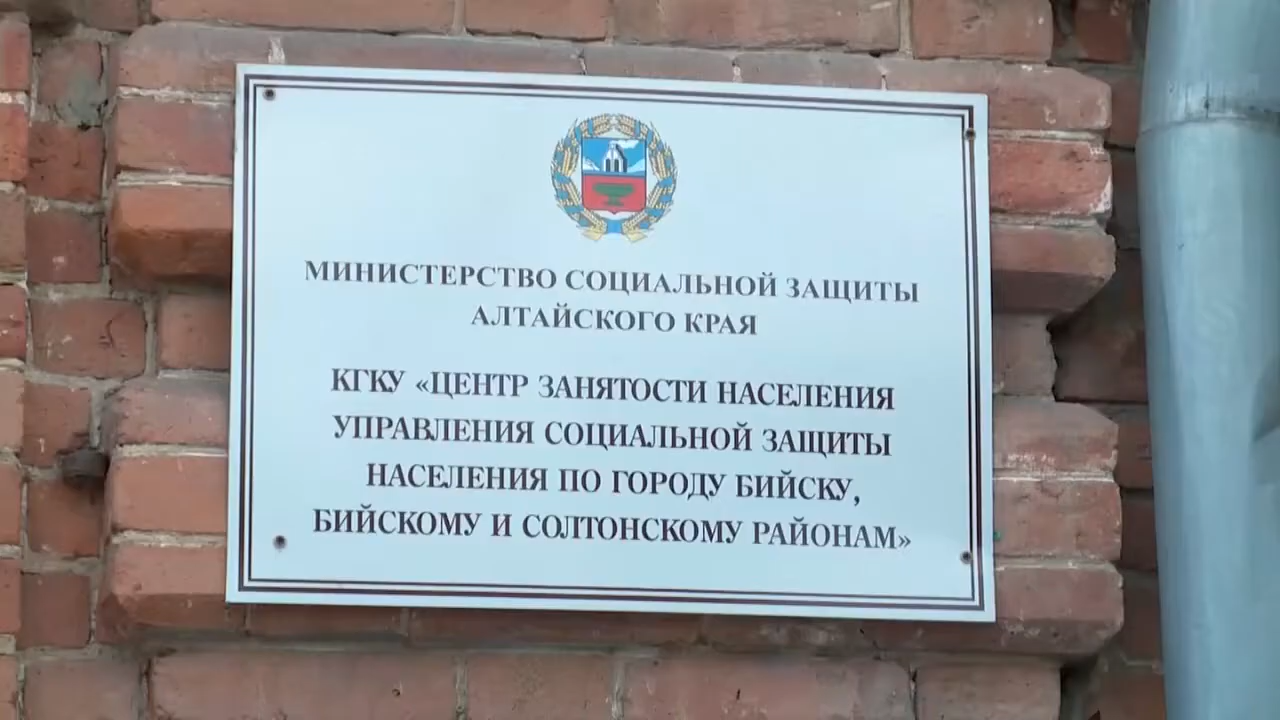 МИНИСТЕРСТВО СОЦИАЛЬНОЙ ЗАЩИТЫ
АЛТАЙСКОГО КРАЯ
КГКУ «ЦЕНТР ЗАНЯТОСТИ НАСЕЛЕНИЯ
УПРАВЛЕНИЯ СОЦИАЛЬНОЙ ЗАЩИТЫ
НАСЕЛЕНИЯ ПО ГОРОДУ БИЙСКУ,
БИЙСКОМУ И СОЛТОНСКОМУ РАЙОНАМ»